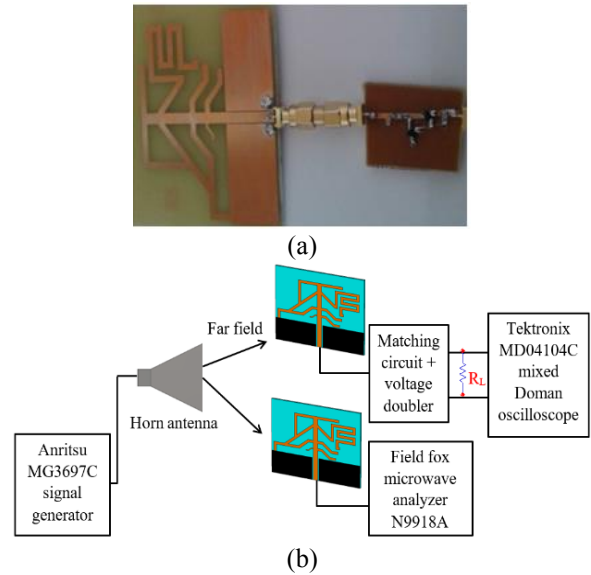 (a)
Far field
Horn antenna
Anritsu
MG3697C
signal
generator
Matching
circuit +
voltage
doubler
RL
Tektronix
MD04104C
mixed
Doman
oscilloscope
Field fox
microwave
analyzer
N9918A
(b)